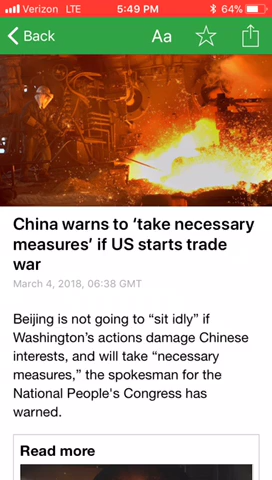 Verizon LTE 5:49 PM 64%
Back Aa
China warns to ‘take necessary
measures’ if US starts trade
war
March 4, 2018, 06:38 GMT
Beijing is not going to “sit idly” if
Washington’s actions damage Chinese
interests, and will take “necessary
measures,” the spokesman for the
National People's Congress has
warned.
Read more